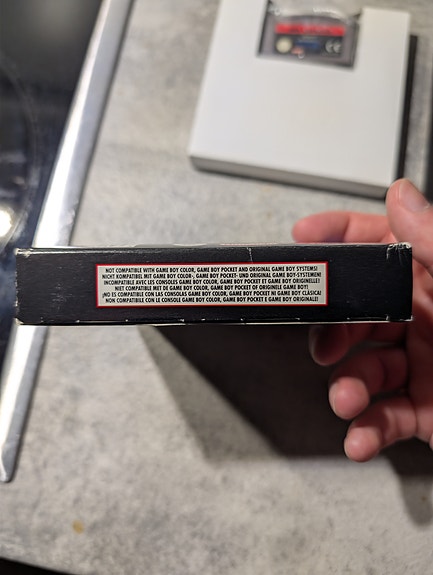 NOT COMPATIBLE WITH GAME BOY COLOR, GAME BOY POCKET AND ORIGINAL GAME BOY SYSTEMS!
NICHT KOMPATIBEL MIT GAME BOY COLOR-, GAME BOY POCKET- UND ORIGINAL GAME BOY-SYSTEMEN!
INCOMPATIBLE AVEC LES CONSOLES GAME BOY COLOR, GAME BOY POCKET ET GAME BOY ORIGINELLE!
NIET COMPATIBEL MET DE GAME BOY COLOR, GAME BOY POCKET OF ORIGINELE GAME BOY!
¡NO ES COMPATIBLE CON LAS CONSOLAS GAME BOY COLOR, GAME BOY POCKET NI GAME BOY CLÁSICA!
NON COMPATIBILE CON LE CONSOLE GAME BOY COLOR, GAME BOY POCKET E GAME BOY ORIGINALE!
CE